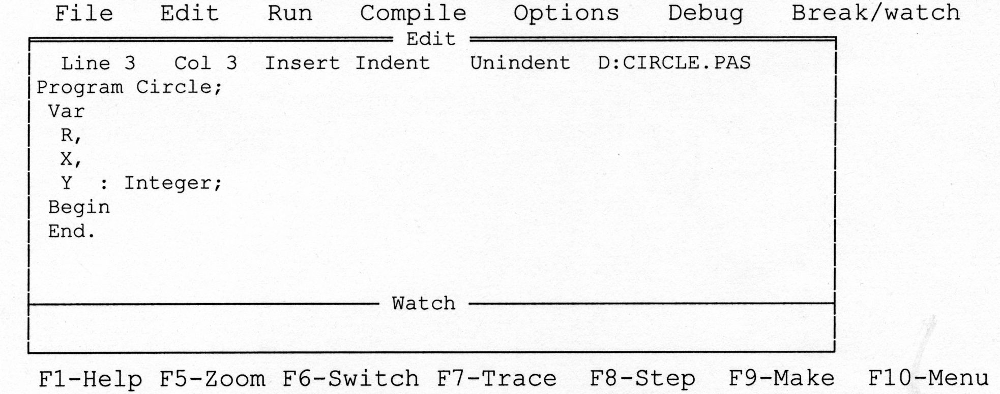 File Edit Run Compile Options Debug Break/watch
Edit
Line 3 Col 3 Insert Indent Unindent D:CIRCLE.PAS
Program Circle;
Var
R,
X,
Y : Integer;
Begin
End.
Watch
F1-Help F5-Zoom F6-Switch F7-Trace F8-Step F9-Make F10-Menu